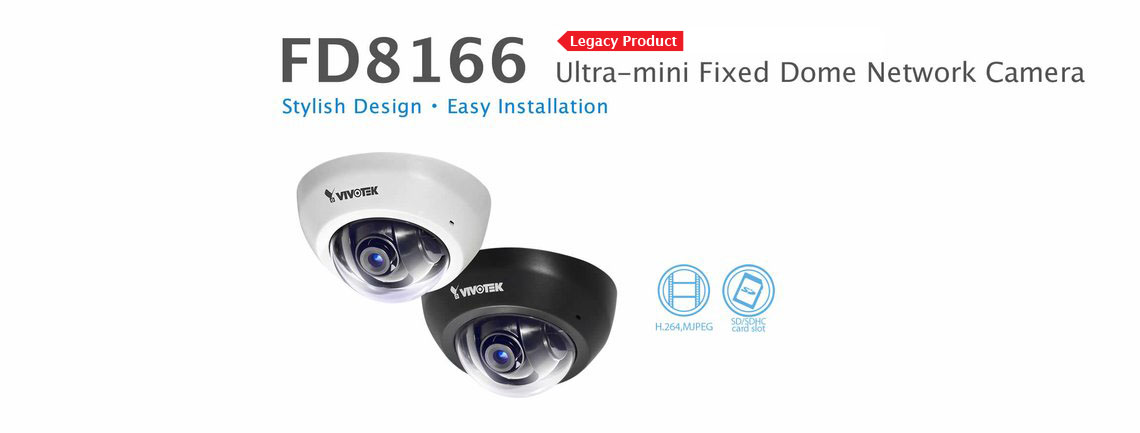 Legacy Product
FD8166 Ultra-mini Fixed Dome Network Camera
Stylish Design • Easy Installation
VIVOTEK
VIVOTEK
H.264,MJPEG
SD
SD/SDHC
card slot